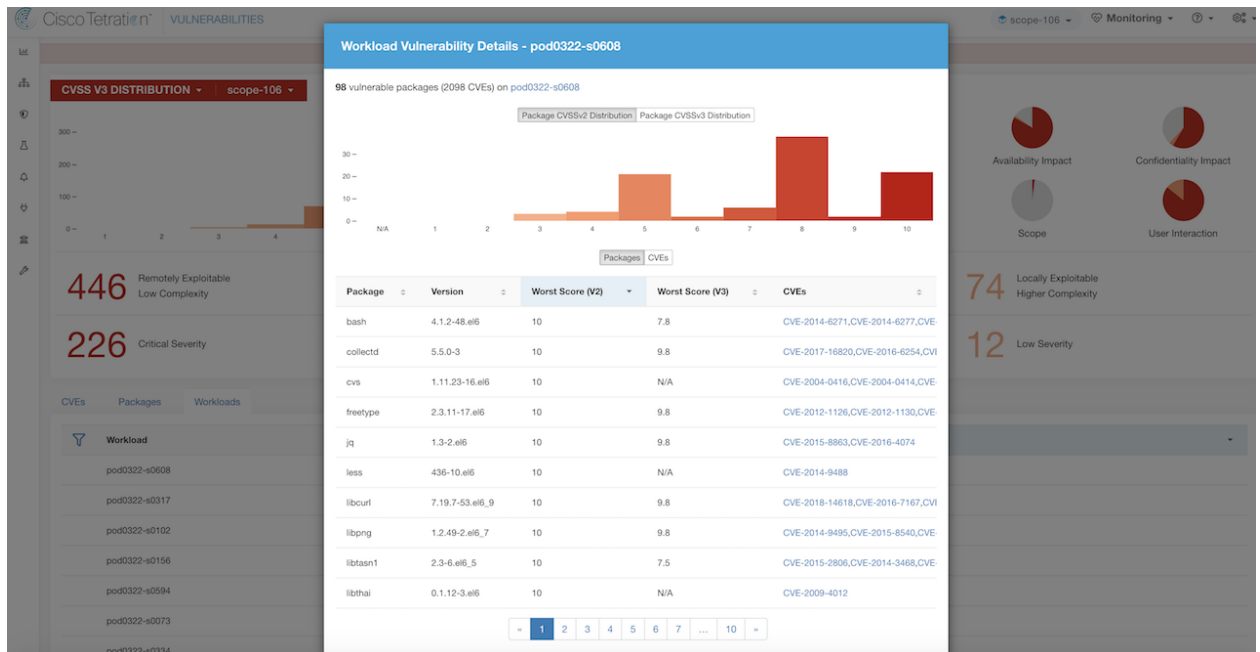 Cisco Tetration VULNERABILITIES
scope-106 Monitoring
CVSS V3 DISTRIBUTION scope-106
300
200
100
0
1 2 3 4
446 Remotely Exploitable
Low Complexity
226 Critical Severity
CVEs Packages Workloads
Workload
pod0322-s0608
pod0322-s0317
pod0322-s0102
pod0322-s0156
pod0322-s0594
pod0322-s0073
pod0322-s0334
Workload Vulnerability Details - pod0322-s0608
98 vulnerable packages (2098 CVEs) on pod0322-s0608
Package CVSSv2 Distribution Package CVSSv3 Distribution
30
20
10
0
N/A 1 2 3 4 5 6 7 8 9 10
Packages CVEs
Package Version Worst Score (V2) Worst Score (V3) CVEs
bash 4.1.2-48.el6 10 7.8 CVE-2014-6271,CVE-2014-6277,CVE-
collectd 5.5.0-3 10 9.8 CVE-2017-16820,CVE-2016-6254,CVE
cvs 1.11.23-16.el6 10 N/A CVE-2004-0416,CVE-2004-0414,CVE-
freetype 2.3.11-17.el6 10 9.8 CVE-2012-1126,CVE-2012-1130,CVE-
jq 1.3-2.el6 10 9.8 CVE-2015-8863,CVE-2016-4074
less 436-10.el6 10 N/A CVE-2014-9488
libcurl 7.19.7-53.el6_9 10 9.8 CVE-2018-14618,CVE-2016-7167,CVE
libpng 1.2.49-2.el6_7 10 9.8 CVE-2014-9495,CVE-2015-8540,CVE-
libtasn1 2.3-6.el6_5 10 7.5 CVE-2015-2806,CVE-2014-3468,CVE-
libthai 0.1.12-3.el6 10 N/A CVE-2009-4012
« 1 2 3 4 5 6 7 ... 10 »
Availability Impact Confidentiality Impact
Scope User Interaction
74 Locally Exploitable
Higher Complexity
12 Low Severity